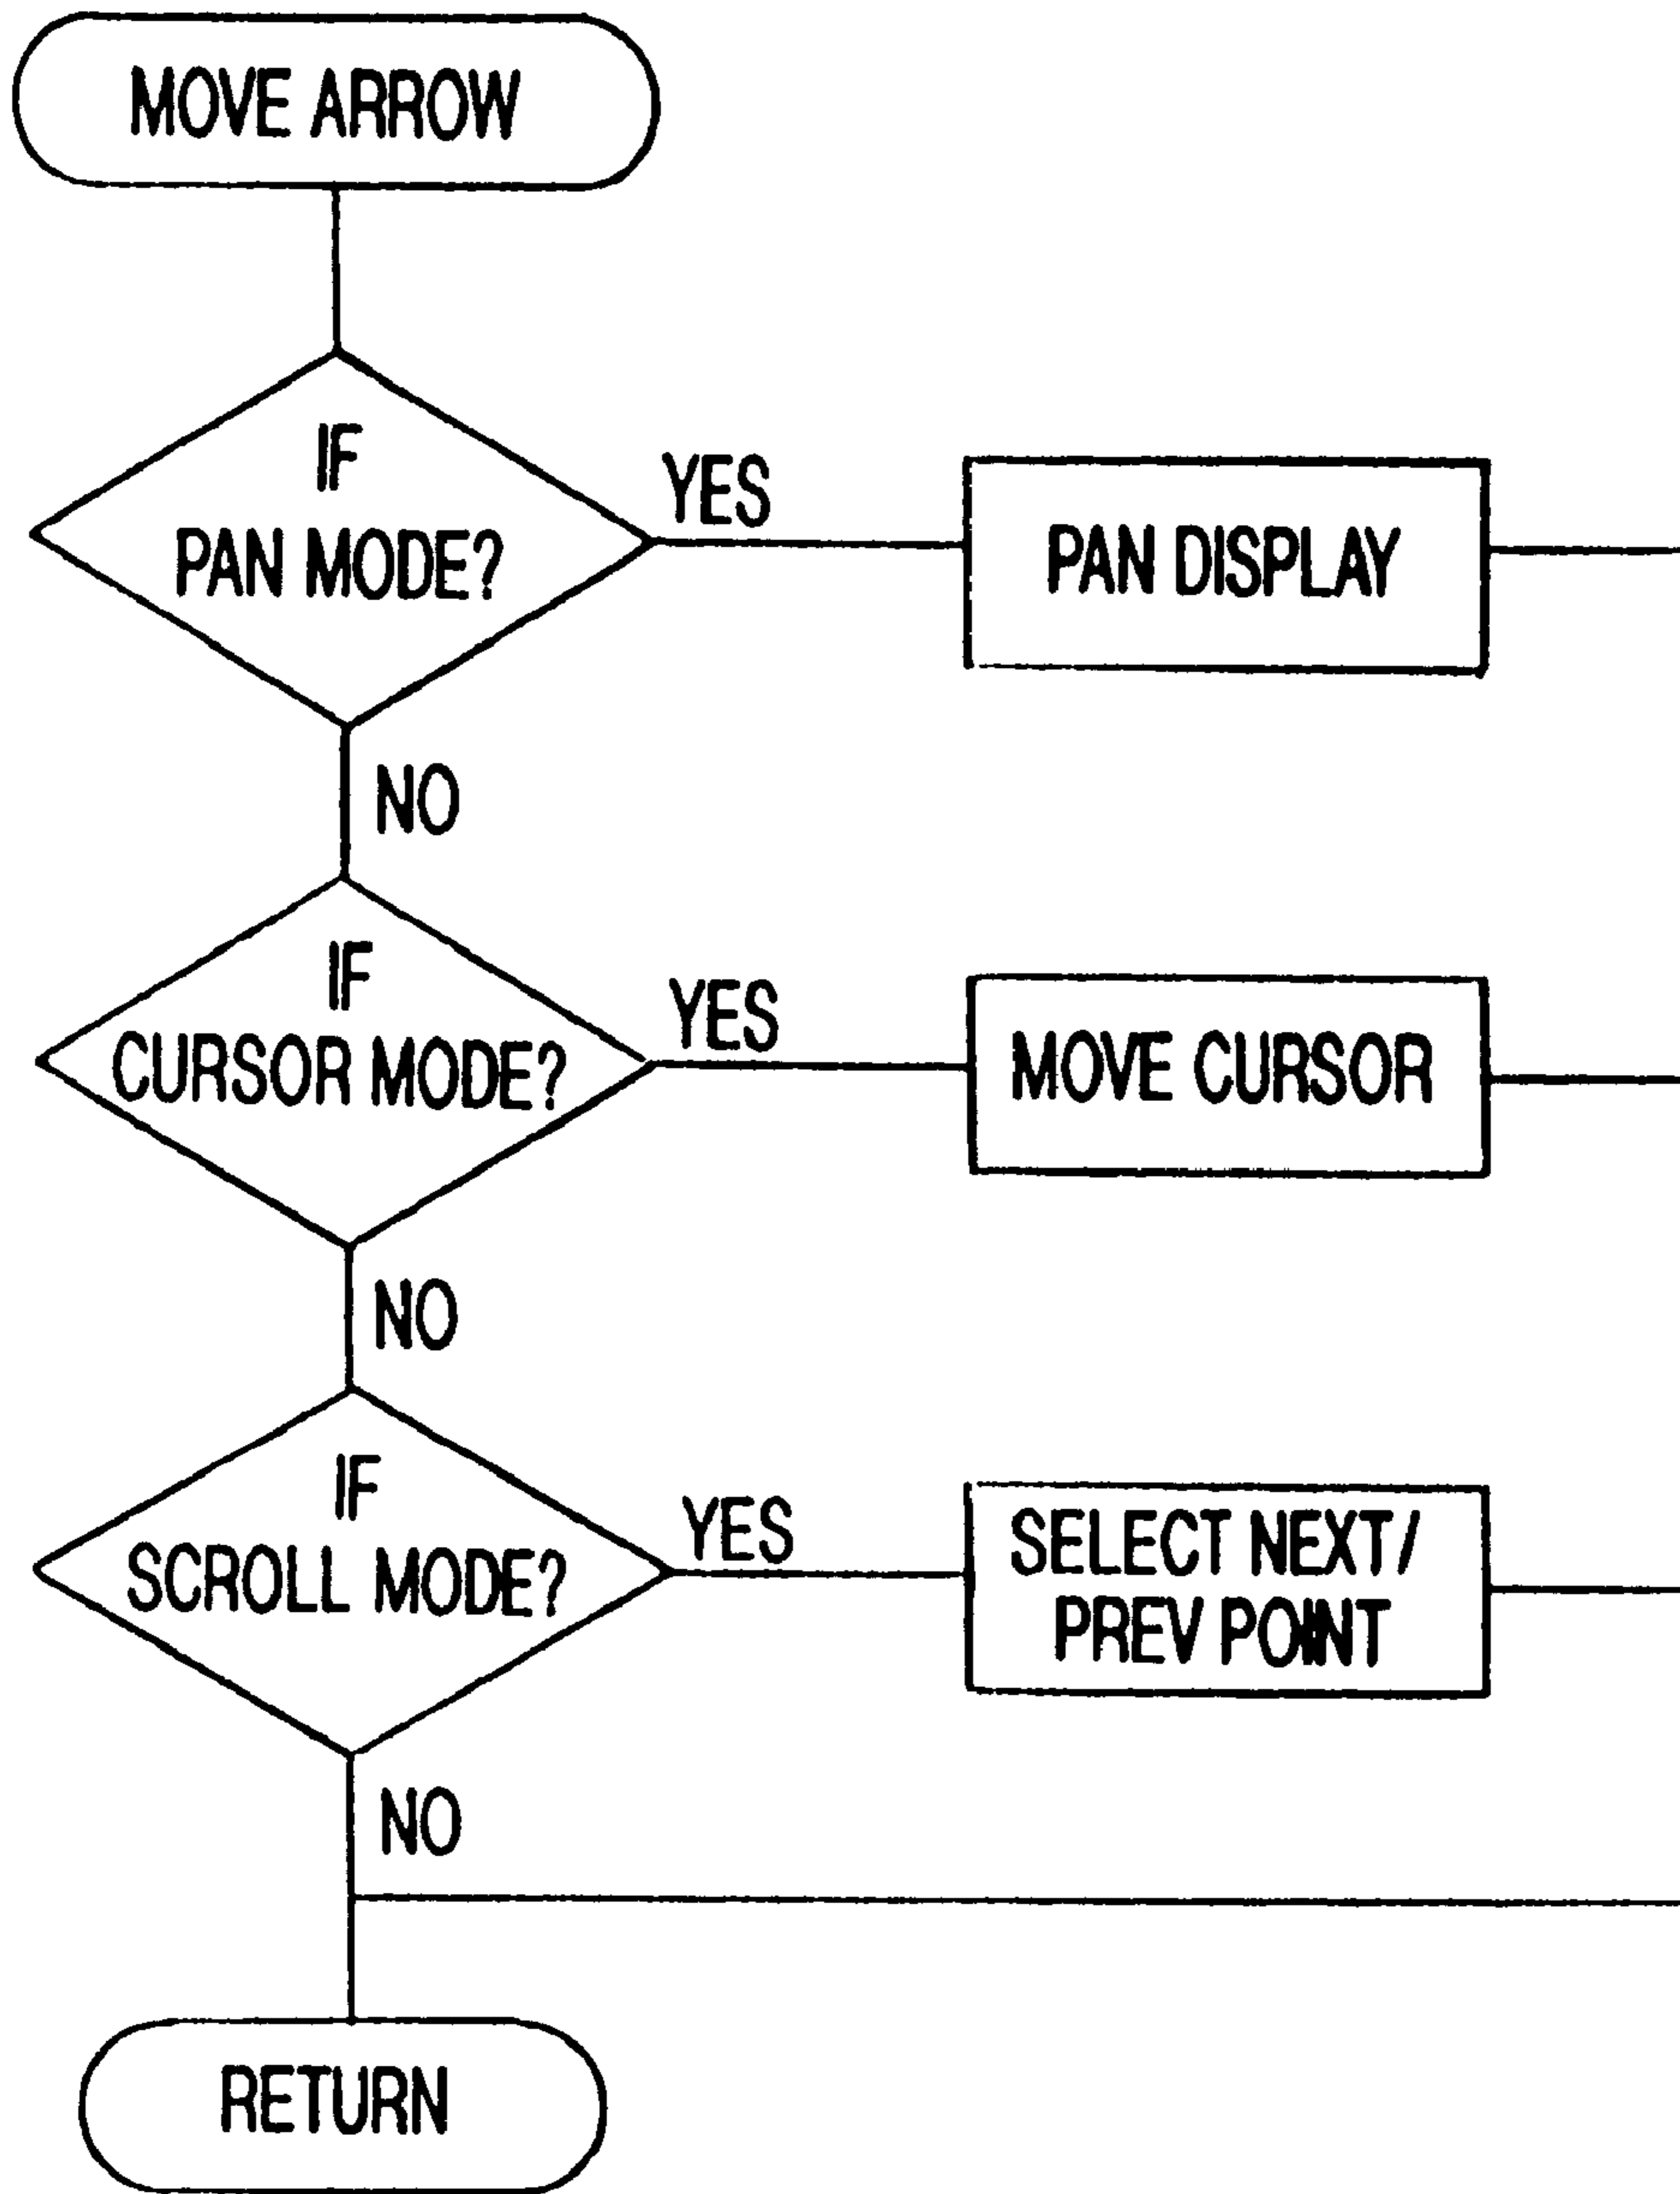 MOVE ARROW
IF
PAN MODE?
YES
PAN DISPLAY
NO
IF
CURSOR MODE?
YES
MOVE CURSOR
NO
IF
SCROLL MODE?
YES
SELECT NEXT/
PREV POINT
NO
RETURN